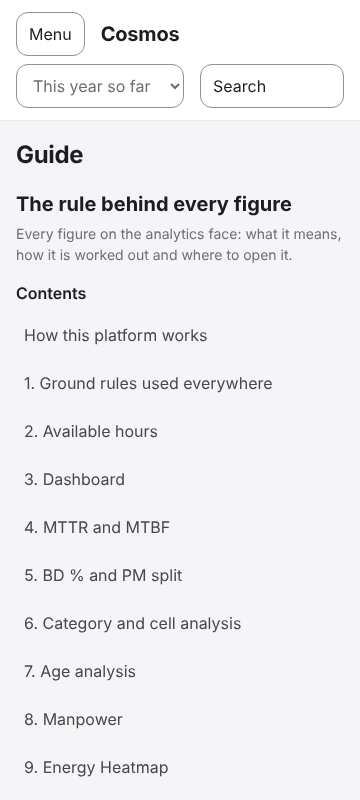 Menu
Cosmos
This year so far
Search
Guide
The rule behind every figure
Every figure on the analytics face: what it means,
how it is worked out and where to open it.
Contents
How this platform works
1. Ground rules used everywhere
2. Available hours
3. Dashboard
4. MTTR and MTBF
5. BD % and PM split
6. Category and cell analysis
7. Age analysis
8. Manpower
9. Energy Heatmap